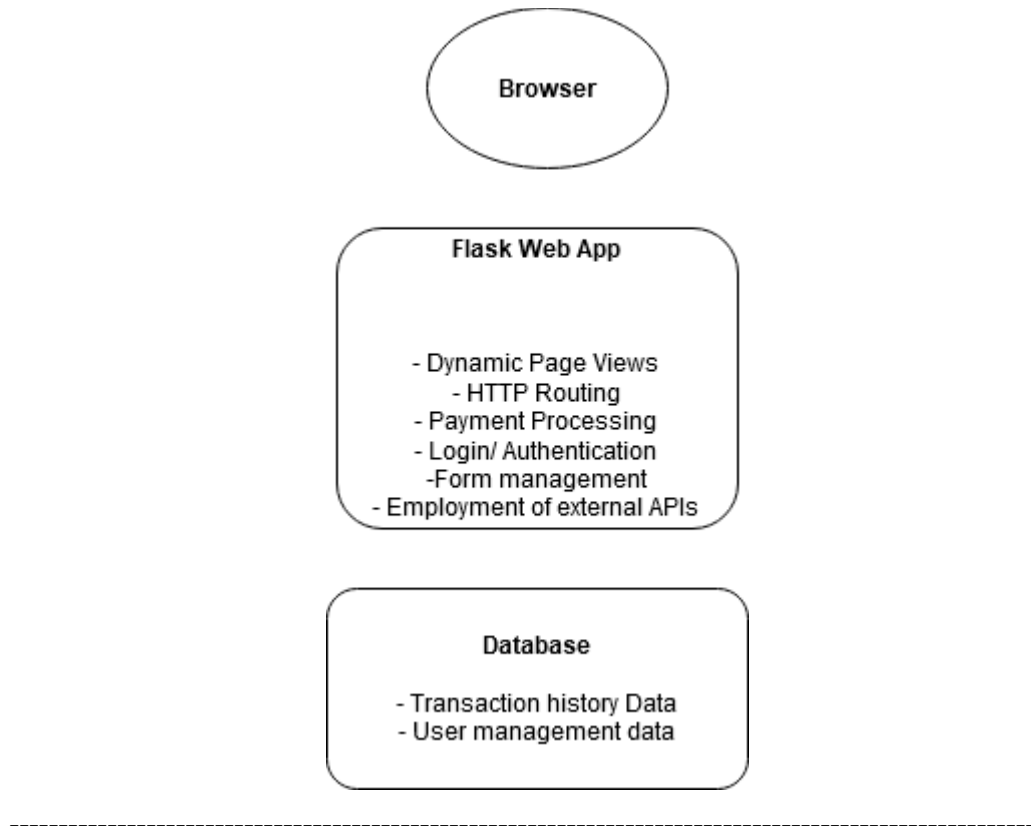 Browser
Flask Web App
- Dynamic Page Views
- HTTP Routing
- Payment Processing
- Login/ Authentication
-Form management
- Employment of external APIs
Database
- Transaction history Data
- User management data